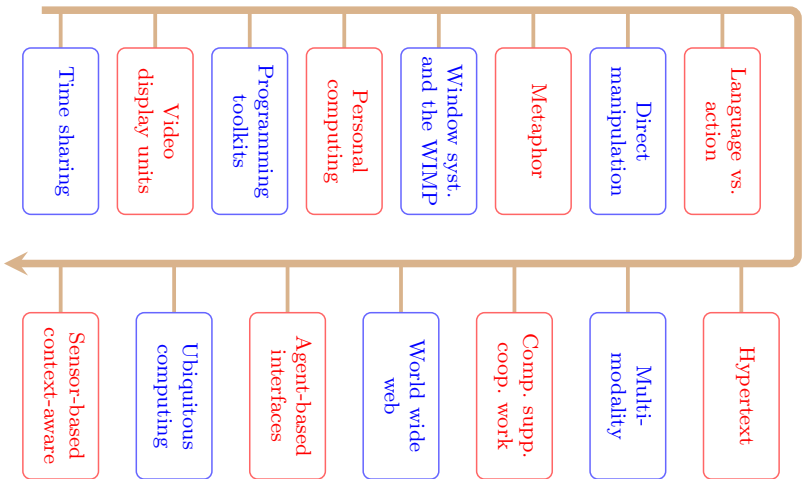 Time sharing
Video
display units
Programming
toolkits
Personal
computing
Window syst.
and the WIMP
Metaphor
Direct
manipulation
Language vs.
action
Hypertext
Multi-
modality
Comp. supp.
coop. work
World wide
web
Agent-based
interfaces
Ubiquitous
computing
Sensor-based
context-aware